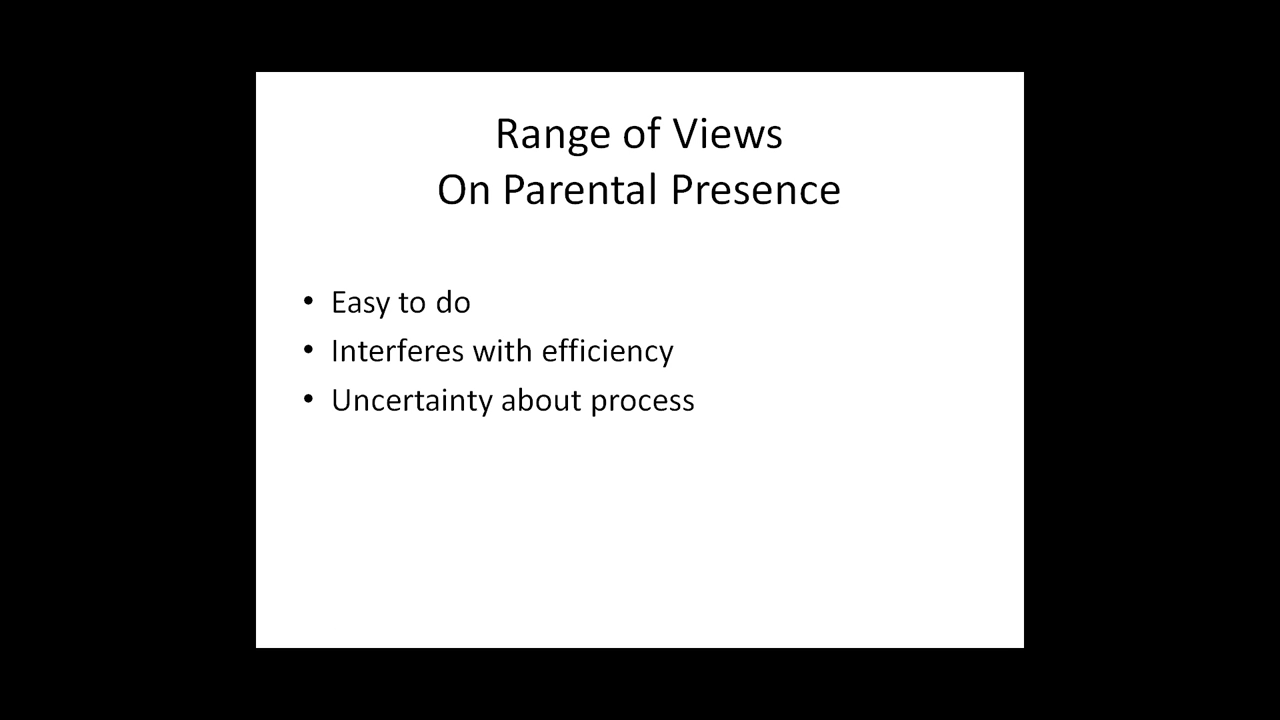 Range of Views
On Parental Presence
• Easy to do
• Interferes with efficiency
• Uncertainty about process